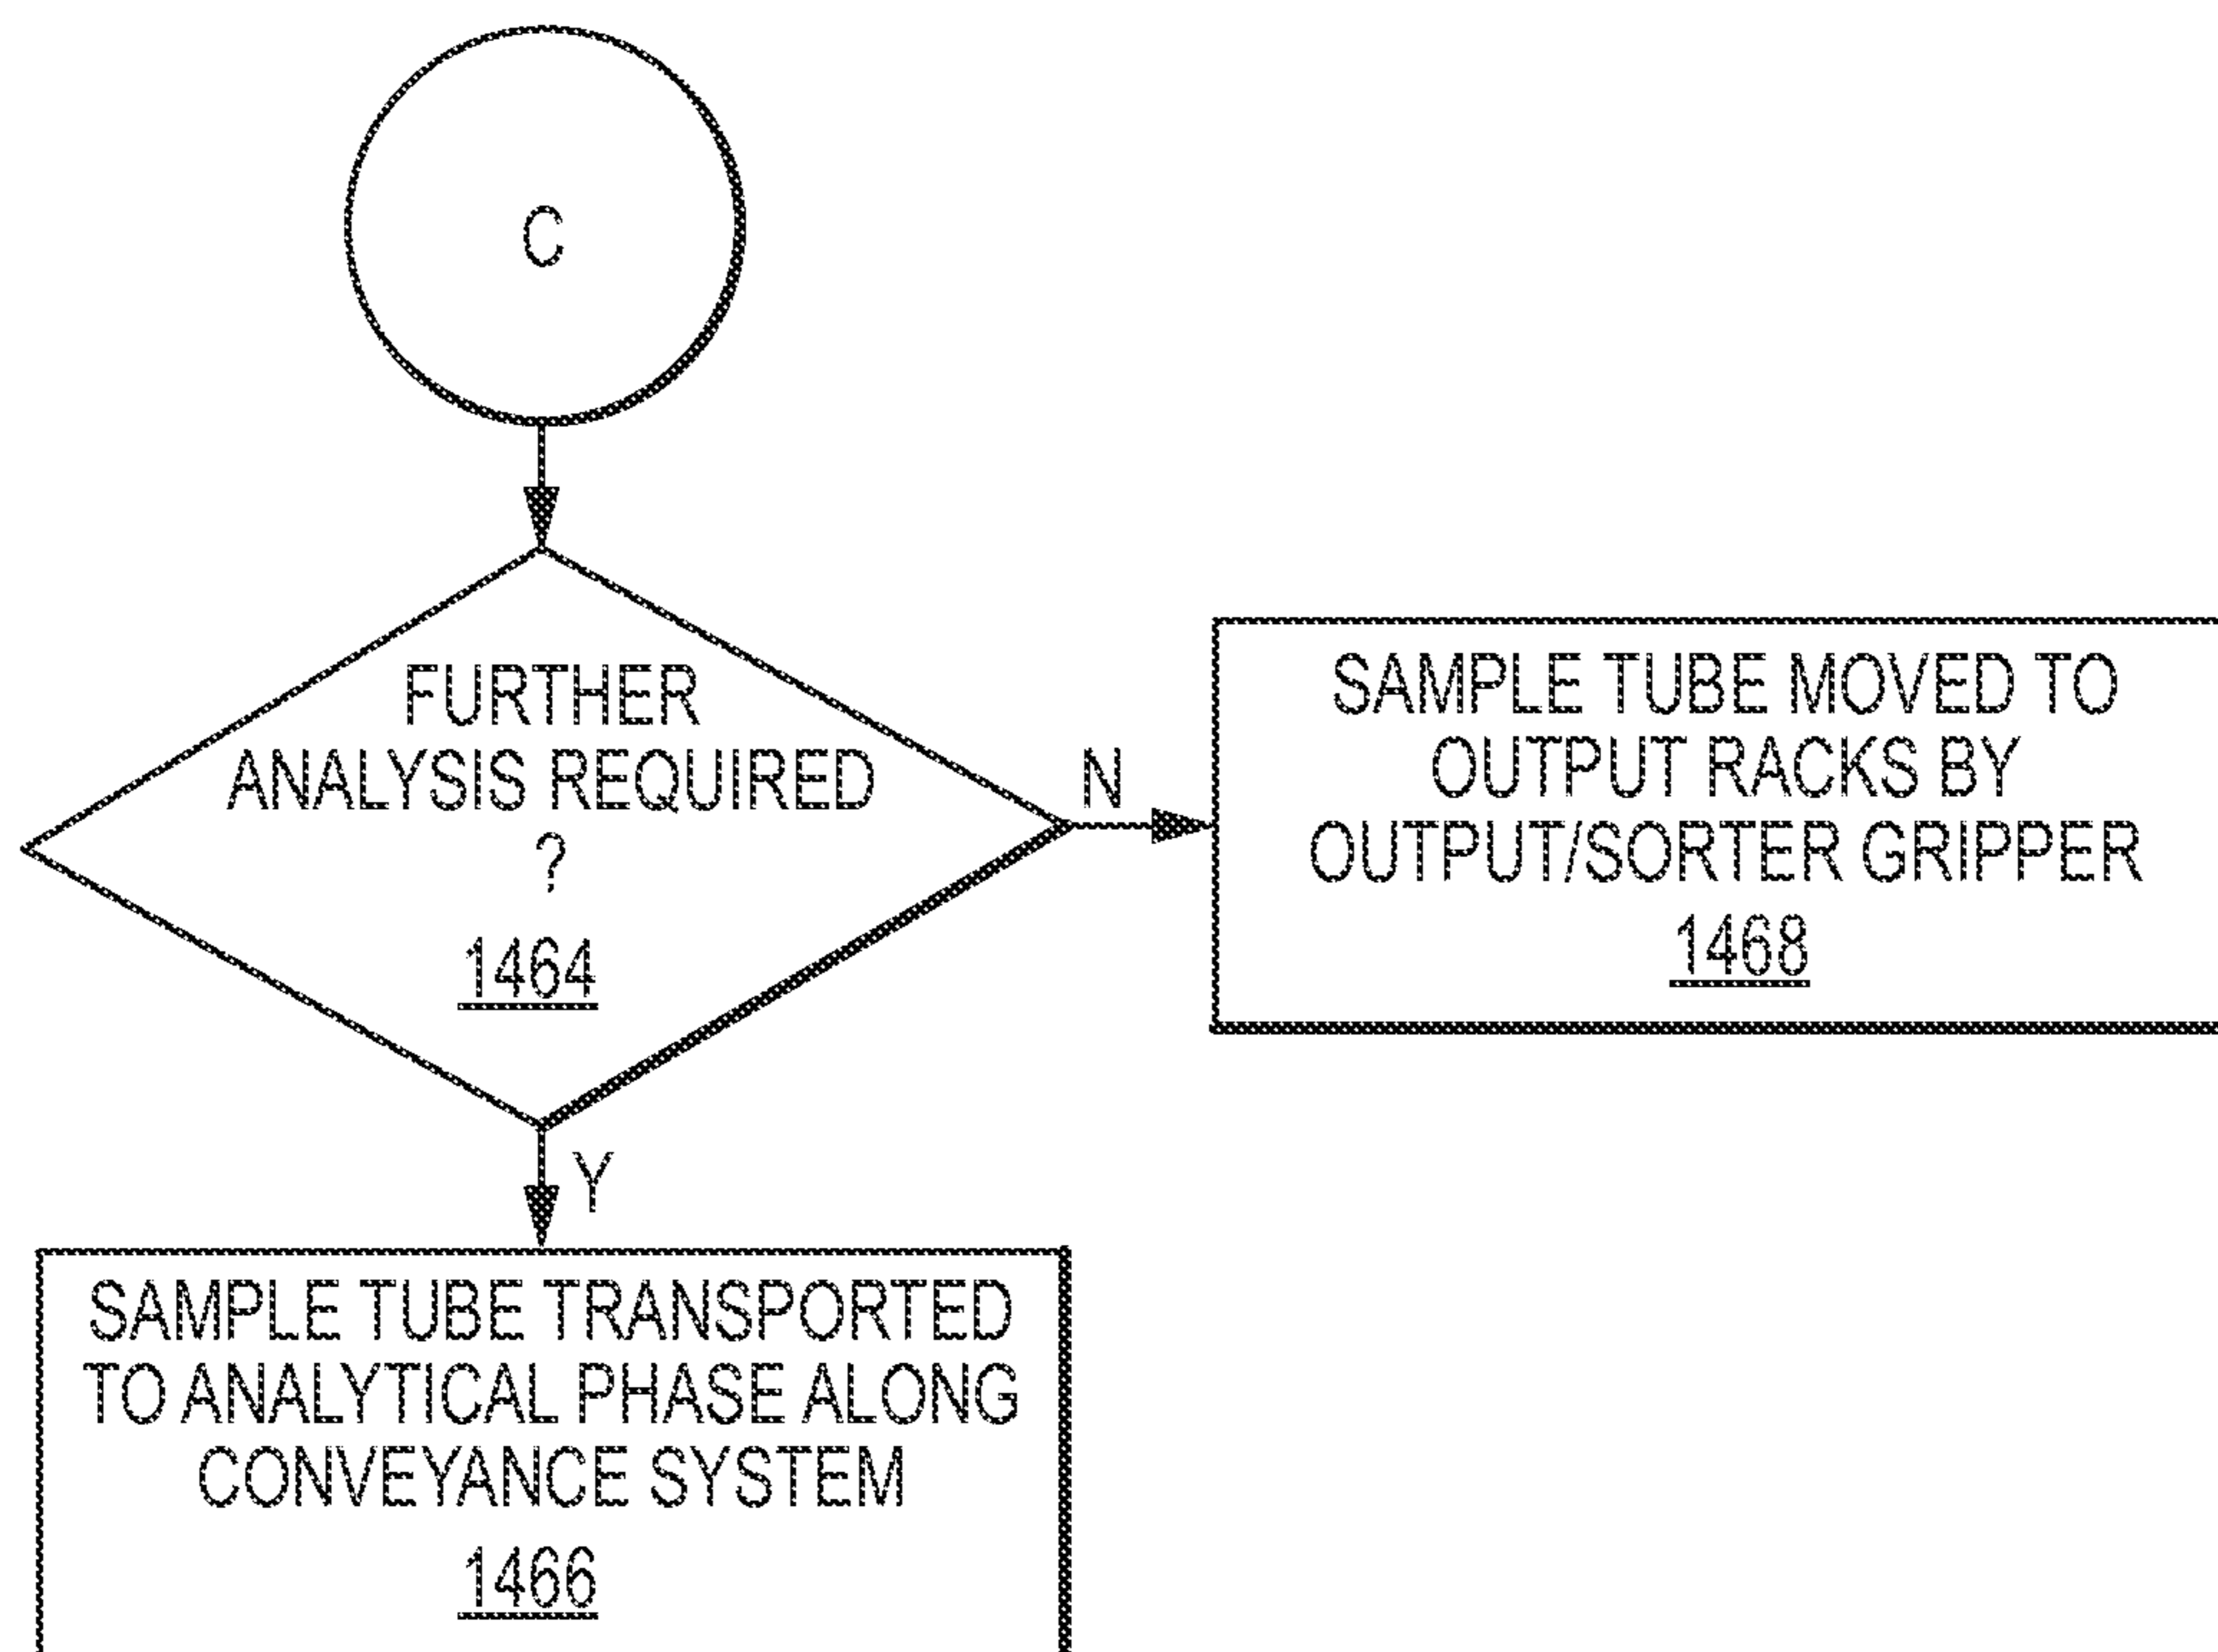 C
FURTHER
ANALYSIS REQUIRED
?
1464
N
SAMPLE TUBE MOVED TO
OUTPUT RACKS BY
OUTPUT/SORTER GRIPPER
1468
Y
SAMPLE TUBE TRANSPORTED
TO ANALYTICAL PHASE ALONG
CONVEYANCE SYSTEM
1466